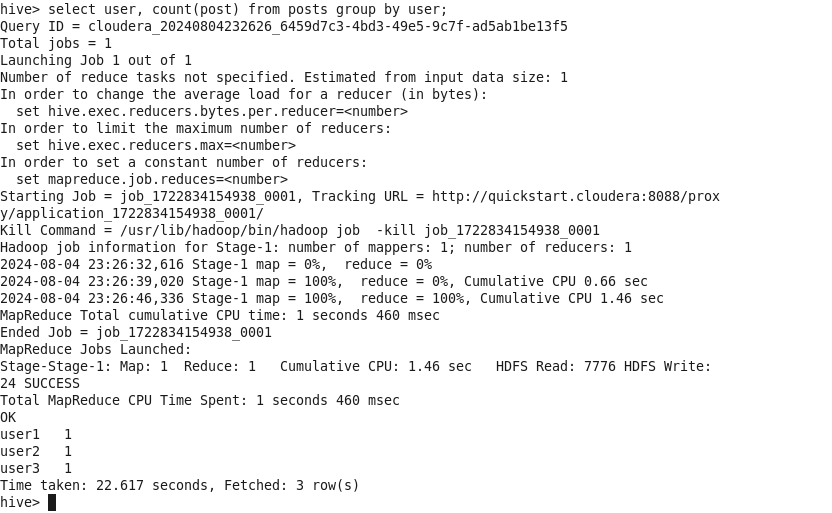 hive> select user, count(post) from posts group by user;
Query ID = cloudera_20240804232626_6459d7c3-4bd3-49e5-9c7f-ad5ab1be13f5
Total jobs = 1
Launching Job 1 out of 1
Number of reduce tasks not specified. Estimated from input data size: 1
In order to change the average load for a reducer (in bytes):
  set hive.exec.reducers.bytes.per.reducer=<number>
In order to limit the maximum number of reducers:
  set hive.exec.reducers.max=<number>
In order to set a constant number of reducers:
  set mapreduce.job.reduces=<number>
Starting Job = job_1722834154938_0001, Tracking URL = http://quickstart.cloudera:8088/prox
y/application_1722834154938_0001/
Kill Command = /usr/lib/hadoop/bin/hadoop job  -kill job_1722834154938_0001
Hadoop job information for Stage-1: number of mappers: 1; number of reducers: 1
2024-08-04 23:26:32,616 Stage-1 map = 0%,  reduce = 0%
2024-08-04 23:26:39,020 Stage-1 map = 100%,  reduce = 0%, Cumulative CPU 0.66 sec
2024-08-04 23:26:46,336 Stage-1 map = 100%,  reduce = 100%, Cumulative CPU 1.46 sec
MapReduce Total cumulative CPU time: 1 seconds 460 msec
Ended Job = job_1722834154938_0001
MapReduce Jobs Launched:
Stage-Stage-1: Map: 1  Reduce: 1   Cumulative CPU: 1.46 sec   HDFS Read: 7776 HDFS Write:
24 SUCCESS
Total MapReduce CPU Time Spent: 1 seconds 460 msec
OK
user1   1
user2   1
user3   1
Time taken: 22.617 seconds, Fetched: 3 row(s)
hive>